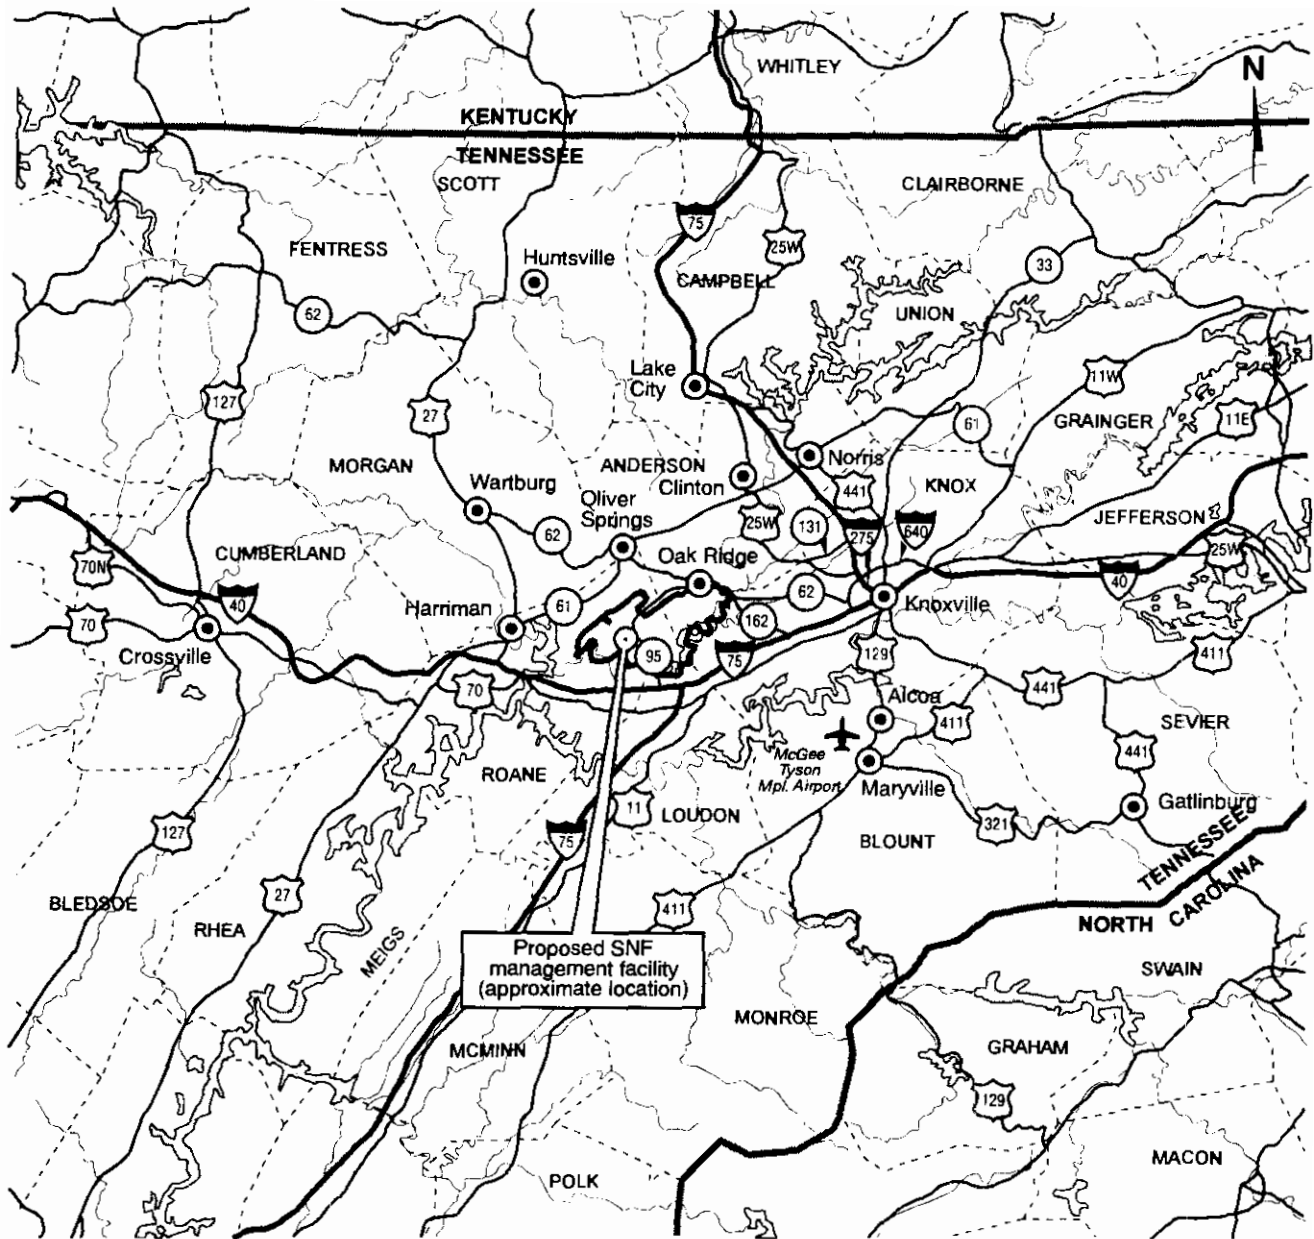 WHITLEY
N
KENTUCKY
TENNESSEE
SCOTT
CLAIRBORNE
75
25W
FENTRESS
Huntsville
CAMPBELL
33
62
UNION
Lake
City
11W
127
27
GRAINGER
11E
61
MORGAN
ANDERSON
Norris
Wartburg
Clinton
441
KNOX
Oliver
Springs
62
25W
131
275
640
JEFFERSON
CUMBERLAND
70N
Oak Ridge
25W
40
Harriman
61
62
Knoxville
40
70
162
Crossville
95
75
129
411
70
441
Alcoa
411
SEVIER
McGee
Tyson
Mpl. Airport
441
ROANE
Maryville
Gatlinburg
11
LOUDON
127
75
321
BLOUNT
TENNESSEE
27
BLEDSOE
411
CAROLINA
NORTH
RHEA
MEIGS
Proposed SNF
management facility
(approximate location)
SWAIN
MONROE
MCMINN
GRAHAM
129
MACON
POLK